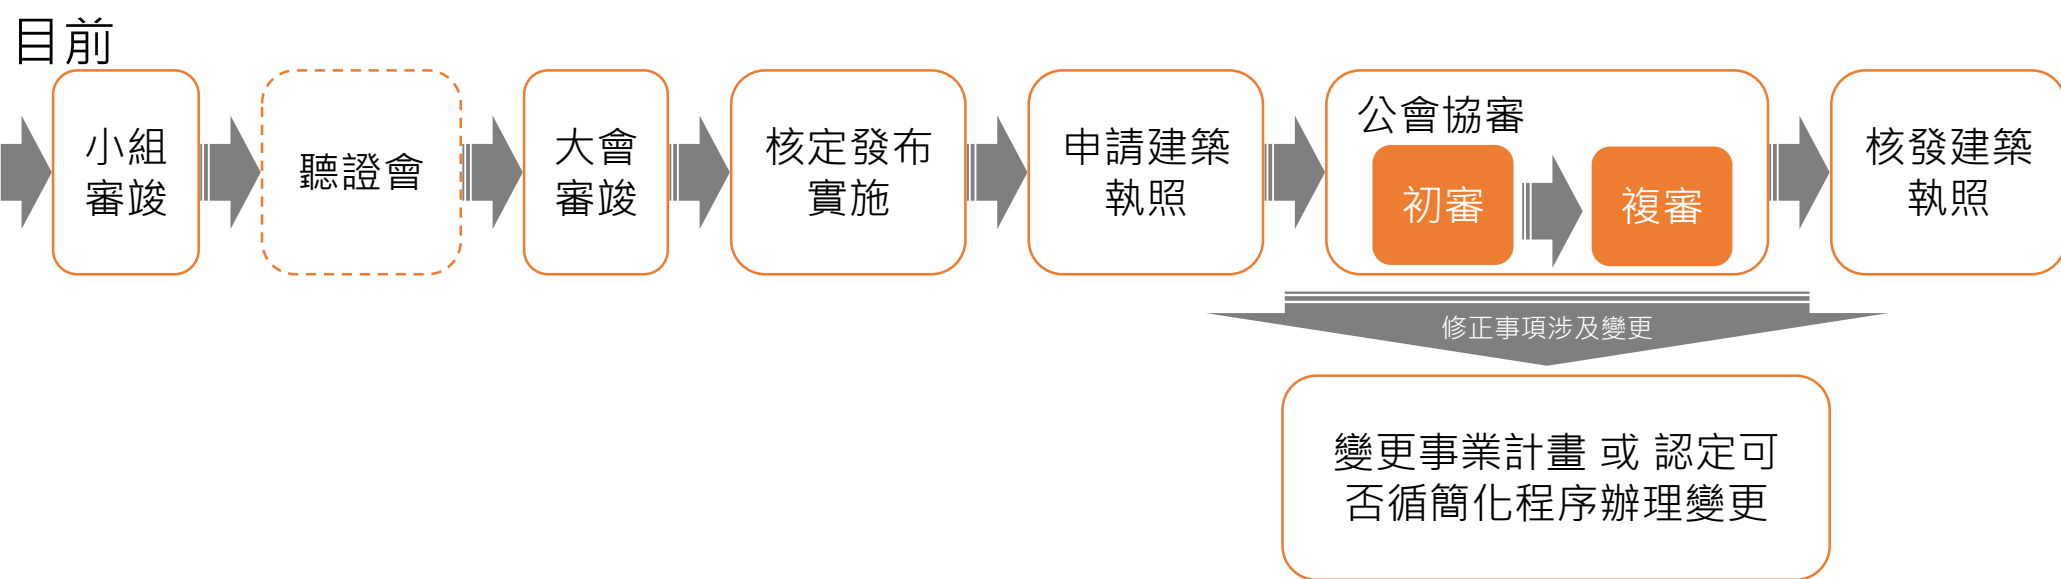 目前
小組
審竣
聽證會
大會
審竣
核定發布
實施
申請建築
執照
公會協審
初審
複審
核發建築
執照
修正事項涉及變更
變更事業計畫 或 認定可
否循簡化程序辦理變更